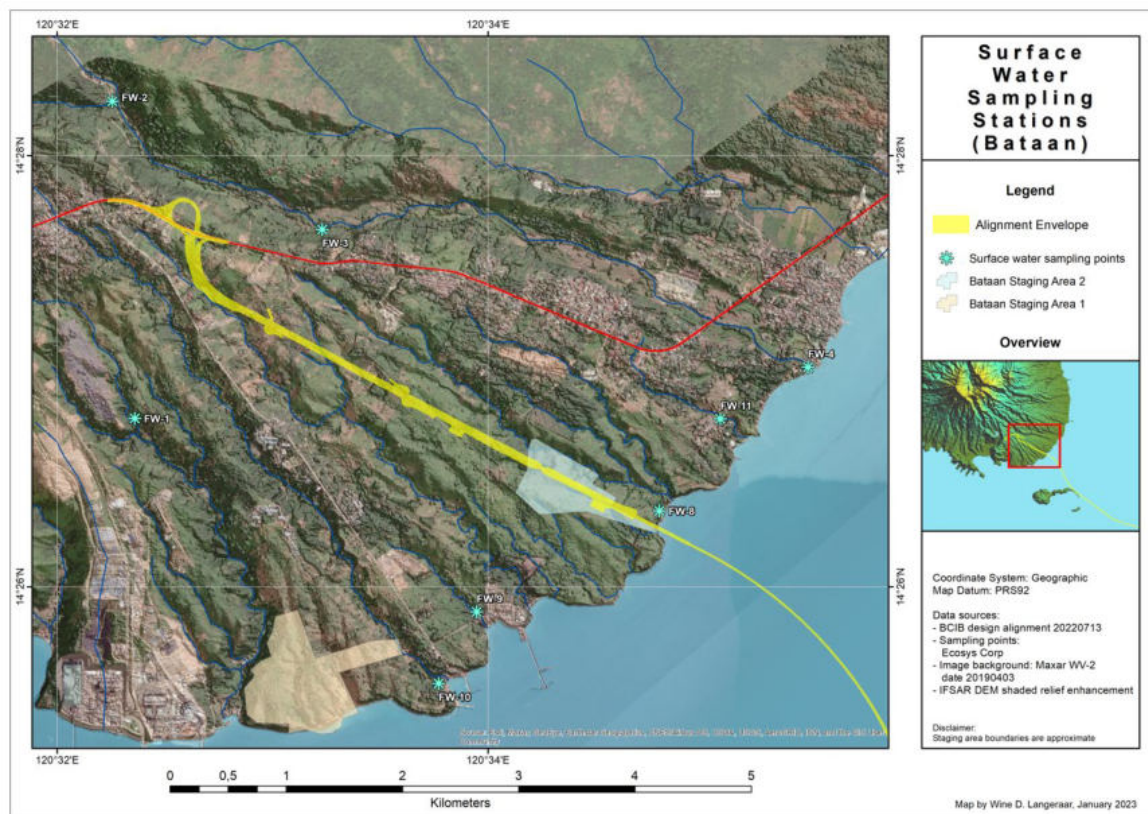 120°32'E
120°34'E
14°28'N
14°28'N
14°26'N
14°26'N
120°32'E
120°34'E
FW-2
FW-3
FW-4
FW-1
FW-11
FW-8
FW-9
FW-10
0
0,5
1
2
3
4
5
Kilometers
Surface
Water
Sampling
Stations
(Bataan)
Legend
Alignment Envelope
Surface water sampling points
Bataan Staging Area 2
Bataan Staging Area 1
Overview
Coordinate System: Geographic
Map Datum: PRS92
Data sources:
- BCIB design alignment 20220713
- Sampling points:
Ecosys Corp
- Image background: Maxar WV-2
date 20190403
- IFSAR DEM shaded relief enhancement
Disclaimer:
Staging area boundaries are approximate
Map by Wine D. Langeraar, January 2023